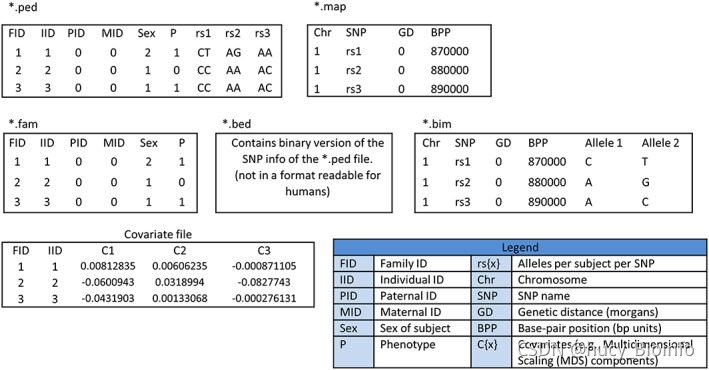 *.ped
FID IID PID MID Sex P rs1 rs2 rs3
1 1 0 0 2 1 CT AG AA
2 2 0 0 1 0 CC AA AC
3 3 0 0 1 1 CC AA AC
*.map
Chr SNP GD BPP
1 rs1 0 870000
1 rs2 0 880000
1 rs3 0 890000
*.fam
FID IID PID MID Sex P
1 1 0 0 2 1
2 2 0 0 1 0
3 3 0 0 1 1
*.bed
Contains binary version of the
SNP info of the *.ped file.
(not in a format readable for
humans)
*.bim
Chr SNP GD BPP Allele 1 Allele 2
1 rs1 0 870000 C T
1 rs2 0 880000 A G
1 rs3 0 890000 A C
Covariate file
FID IID C1 C2 C3
1 1 0.00812835 0.00606235 -0.000871105
2 2 -0.0600943 0.0318994 -0.0827743
3 3 -0.0431903 0.00133068 -0.000276131
Legend
FID Family ID rs{x} Alleles per subject per SNP
IID Individual ID Chr Chromosome
PID Paternal ID SNP SNP name
MID Maternal ID GD Genetic distance (morgans)
Sex Sex of subject BPP Base-pair position (bp units)
P Phenotype C{x} Covariates (e.g., Multidimensional
Scaling (MDS) components)
CSDN @nucy_Bioinfo